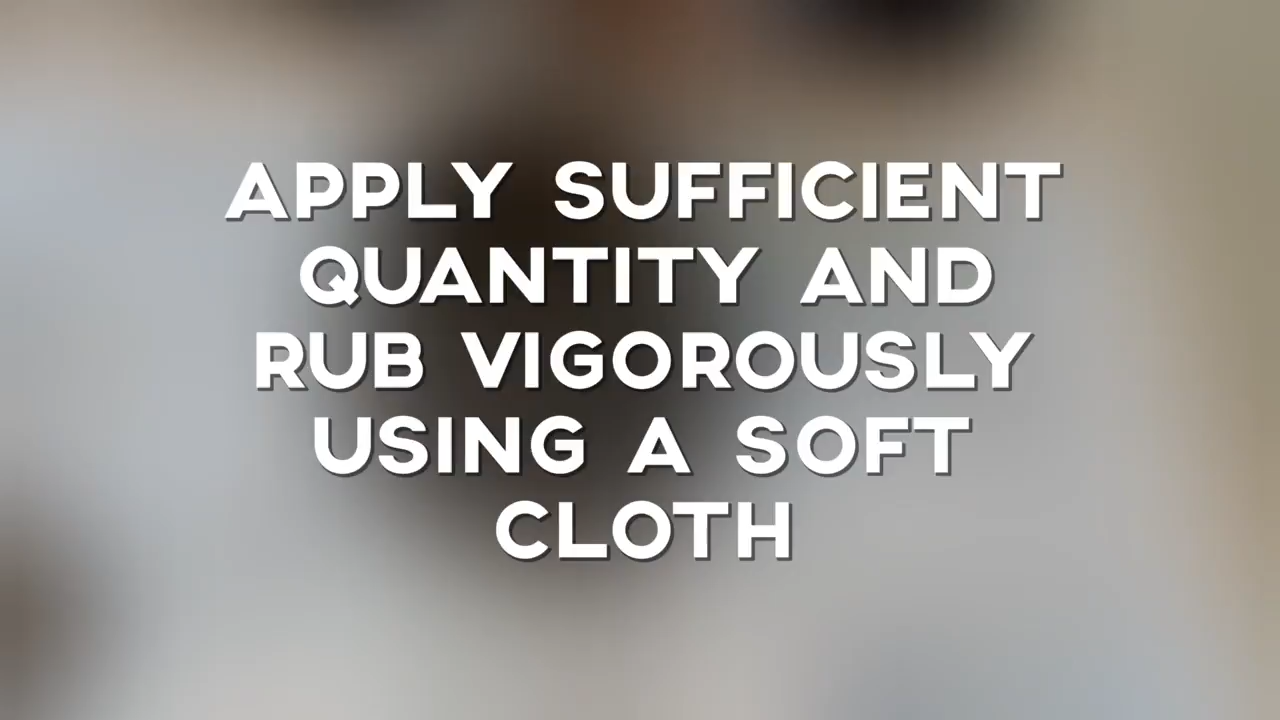 APPLY SUFFICIENT
QUANTITY AND
RUB VIGOROUSLY
USING A SOFT
CLOTH